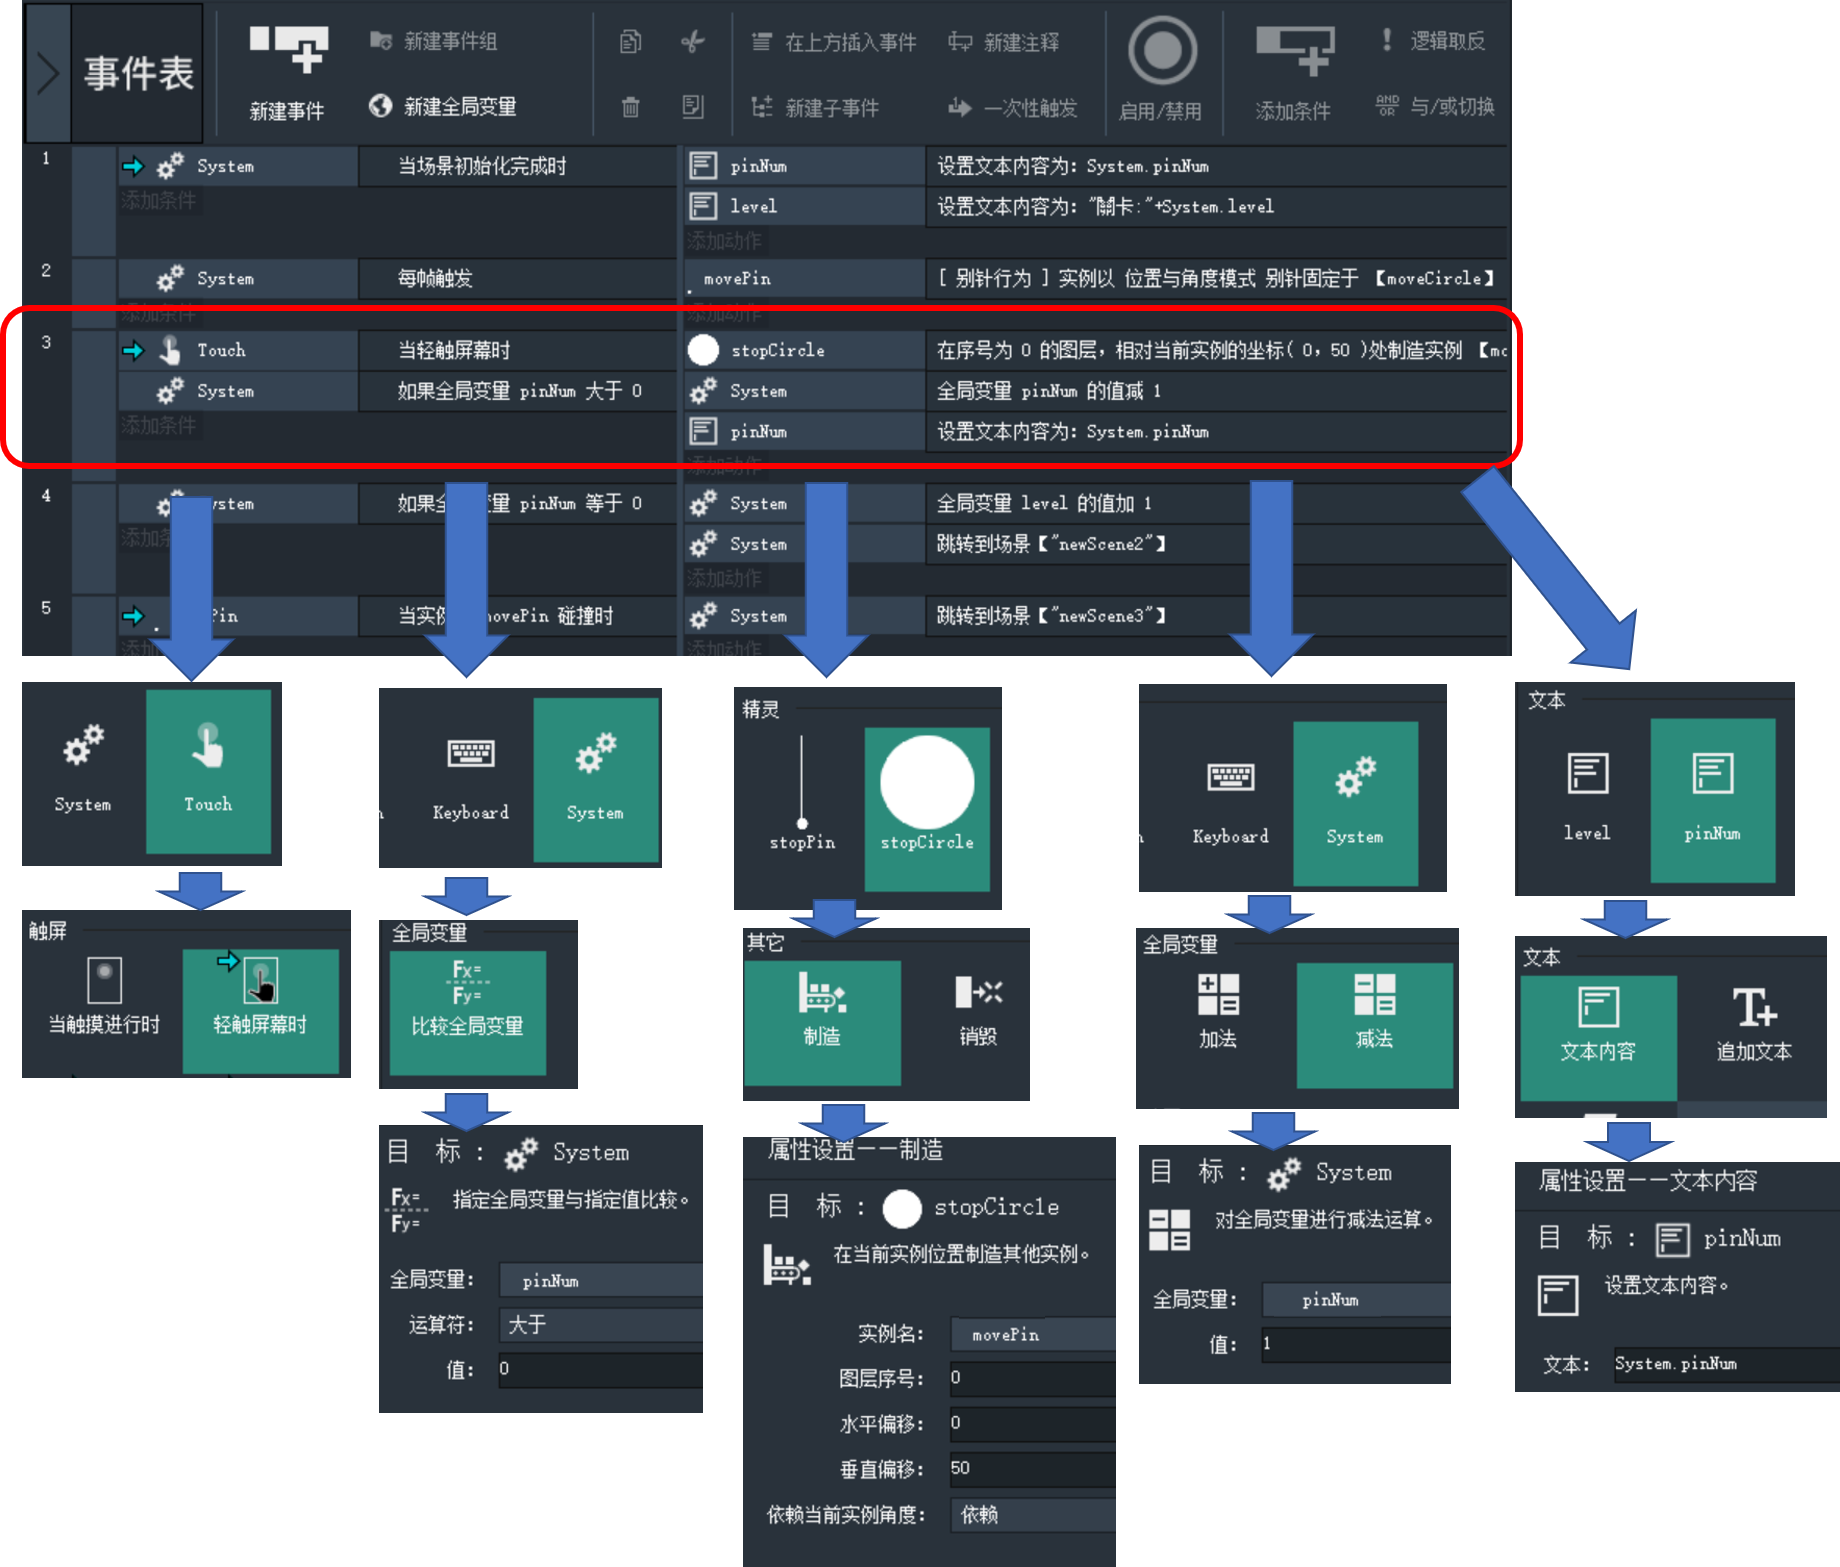 事件表
新建事件
新建事件组
新建全局变量
在上方插入事件
新建注释
新建子事件
一次性触发
启用/禁用
添加条件
逻辑取反
AND
OR
与/或切换
1
System
当场景初始化完成时
pinNum
设置文本内容为: System.pinNum
添加条件
level
设置文本内容为: "關卡:"+System.level
添加动作
2
System
每帧触发
movePin
[ 别针行为 ] 实例以 位置与角度模式 别针固定于 【moveCircle】
添加条件
添加动作
3
Touch
当轻触屏幕时
stopCircle
在序号为 0 的图层, 相对当前实例的坐标( 0, 50 )处制造实例 【mo
System
如果全局变量 pinNum 大于 0
System
全局变量 pinNum 的值减 1
添加条件
pinNum
设置文本内容为: System.pinNum
添加动作
4
ystem
如果全 量 pinNum 等于 0
System
全局变量 level 的值加 1
添加条
System
跳转到场景【"newScene2"】
添加动作
5
Pin
当实例 movePin 碰撞时
System
跳转到场景【"newScene3"】
添加
添加动作
System
Touch
触屏
当触摸进行时
轻触屏幕时
Keyboard
System
全局变量
Fx=
Fy=
比较全局变量
目 标 :
System
Fx=
Fy=
指定全局变量与指定值比较。
全局变量:
pinNum
运算符:
大于
值:
0
精灵
stopPin
stopCircle
其它
制造
销毁
属性设置——制造
目 标 :
stopCircle
在当前实例位置制造其他实例。
实例名:
movePin
图层序号:
0
水平偏移:
0
垂直偏移:
50
依赖当前实例角度:
依赖
Keyboard
System
全局变量
加法
减法
目 标 :
System
对全局变量进行减法运算。
全局变量:
pinNum
值:
1
文本
level
pinNum
文本
文本内容
追加文本
属性设置——文本内容
目 标 :
pinNum
设置文本内容。
文本:
System.pinNum